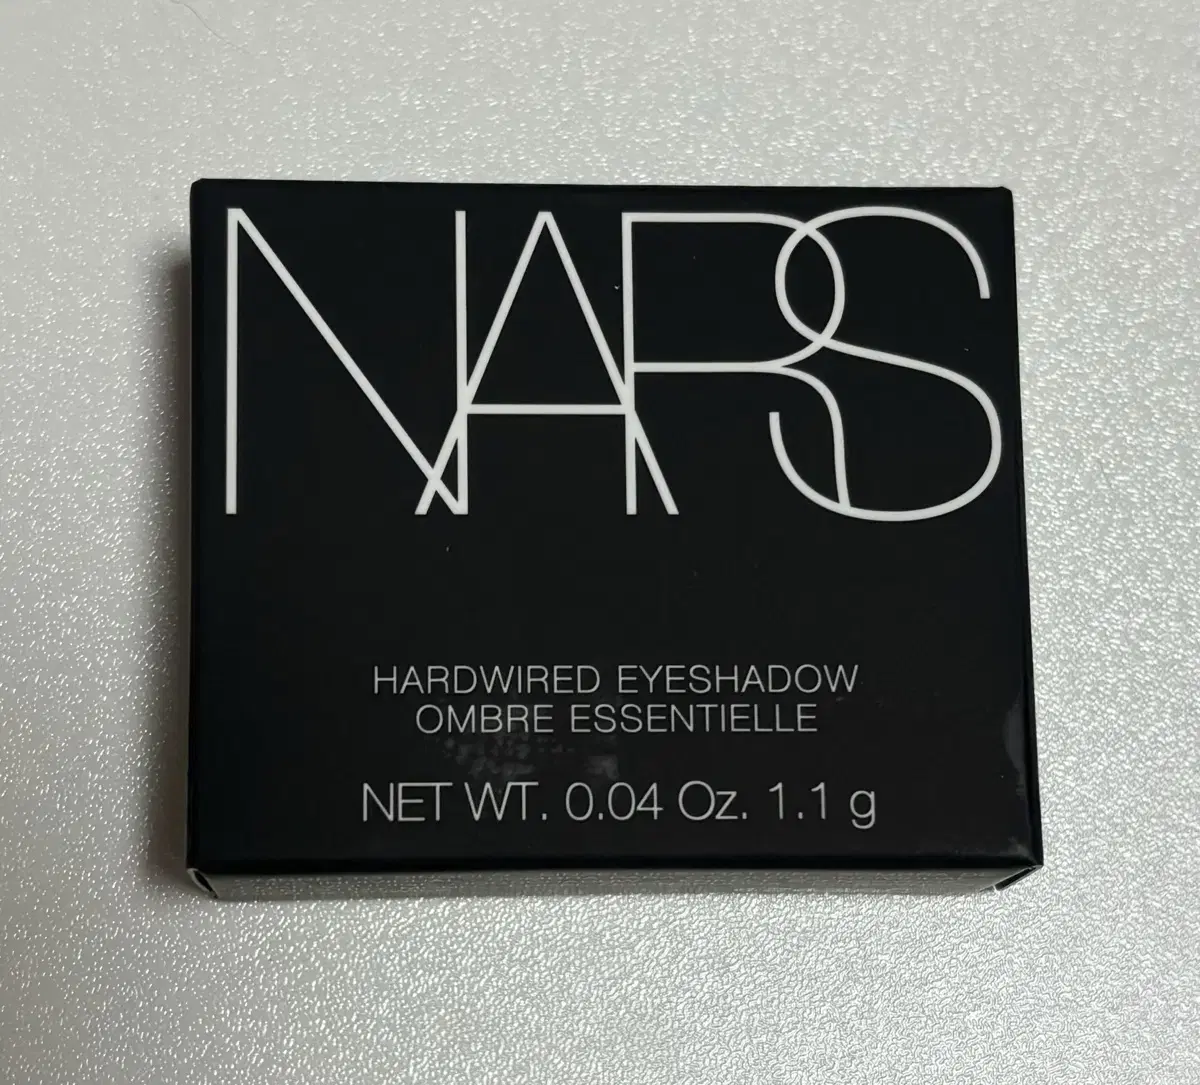 NARS
HARDWIRED EYESHADOW
OMBRE ESSENTIELLE
NET WT. 0.04 Oz. 1.1 g